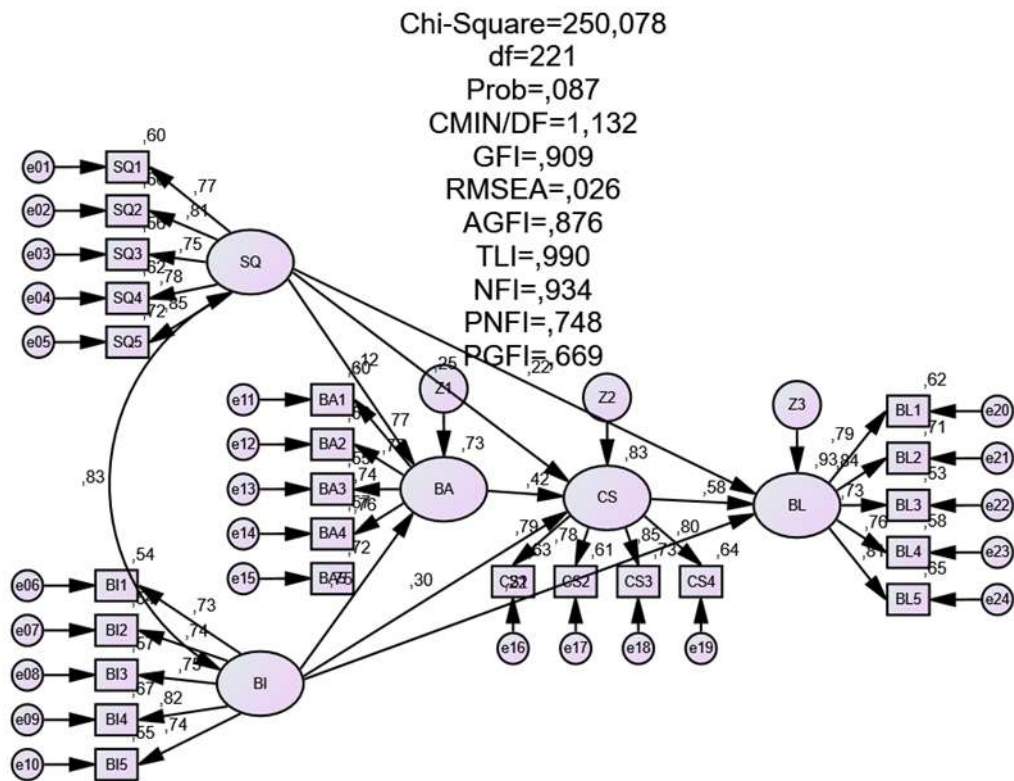 Chi-Square=250,078
df=221
Prob=,087
CMIN/DF=1,132
GFI=,909
RMSEA=,026
AGFI=,876
TLI=,990
NFI=,934
PNFI=,748
PGFI=,669
,60
e01 SQ1
,77
e02 SQ2
,81
e03 SQ3
,75
SQ
,62
e04 SQ4
,78
,72
,85
e05 SQ5
,12
,25
,22
,60
Z1
Z2
Z3
e11 BA1
,77
,73
e12 BA2
e13 BA3
,74
BA
e14 BA4
,76
,72
e15
,83
,42
,83
CS
,58
,93
BL
,62
BL1 e20
,79
,71
BL2 e21
,84
,53
BL3 e22
,73
,58
BL4 e23
,76
,65
BL5 e24
,81
,79
,78
,85
,80
,63
,61
,73
,64
CS1 CS2 CS3 CS4
e16 e17 e18 e19
,30
,54
e06 BI1
,73
e07 BI2
,74
,57
e08 BI3
,75
BI
,67
e09 BI4
,82
,55
e10 BI5
,74